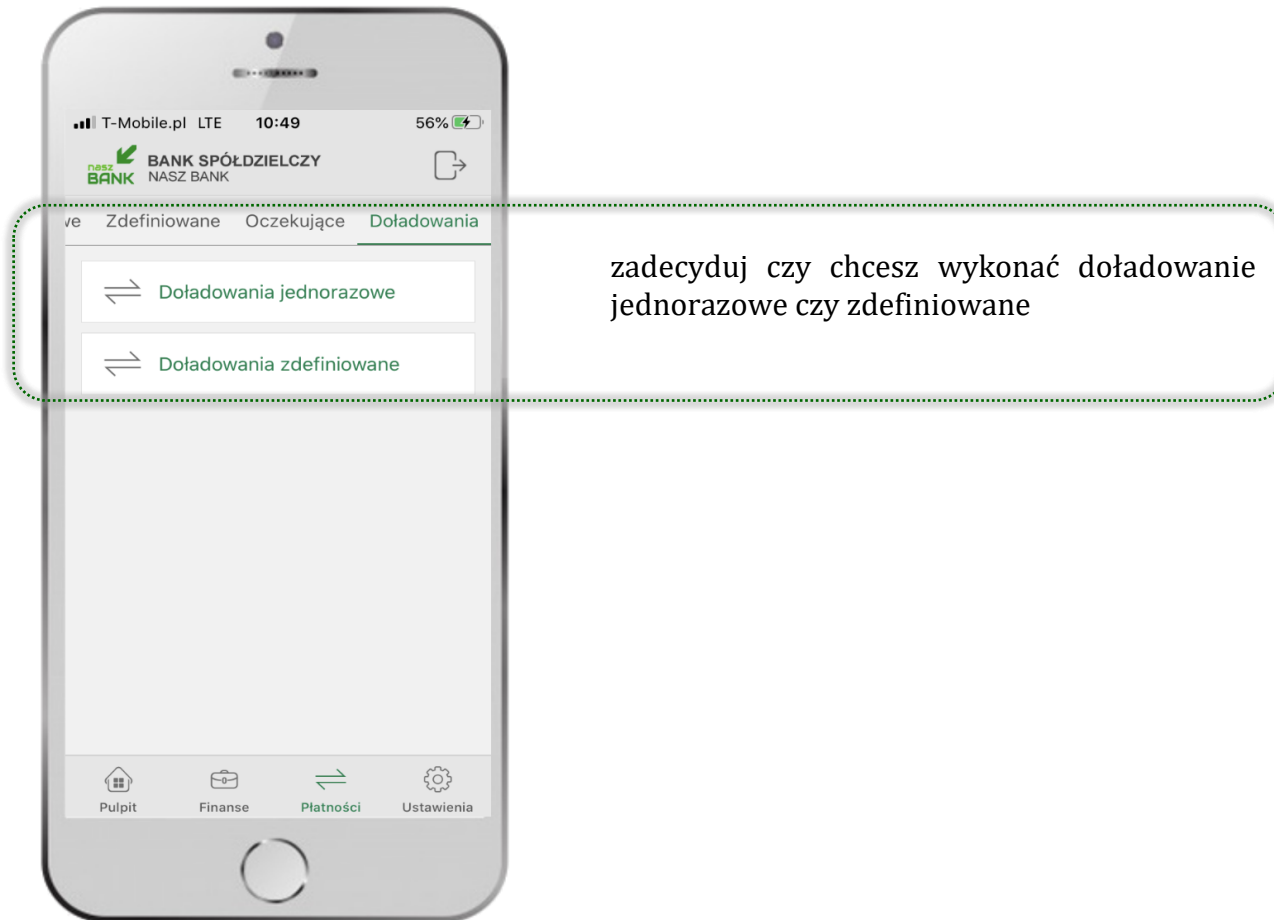 T-Mobile.pl LTE 10:49 56%
nasz BANK
BANK SPÓŁDZIELCZY
NASZ BANK
we Zdefiniowane Oczekujące Doładowania
Doładowania jednorazowe
Doładowania zdefiniowane
zadecyduj czy chcesz wykonać doładowanie
jednorazowe czy zdefiniowane
Pulpit Finanse Płatności Ustawienia